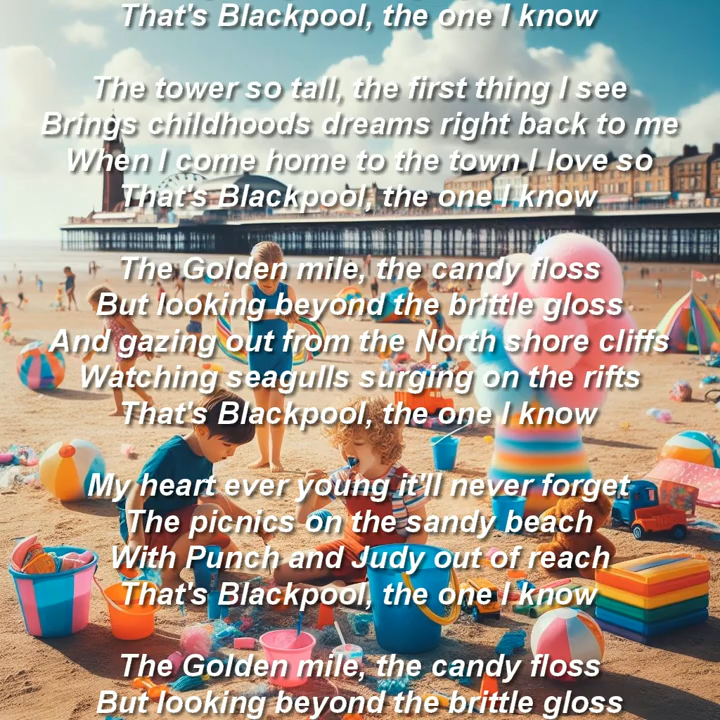 That's Blackpool, the one I know
The tower so tall, the first thing I see
Brings childhoods dreams right back to me
When I come home to the town I love so
That's Blackpool, the one I know
The Golden mile, the candy floss
But looking beyond the brittle gloss
And gazing out from the North shore cliffs
Watching seagulls surging on the rifts
That's Blackpool, the one I know
My heart ever young it'll never forget
The picnics on the sandy beach
With Punch and Judy out of reach
That's Blackpool, the one I know
The Golden mile, the candy floss
But looking beyond the brittle gloss